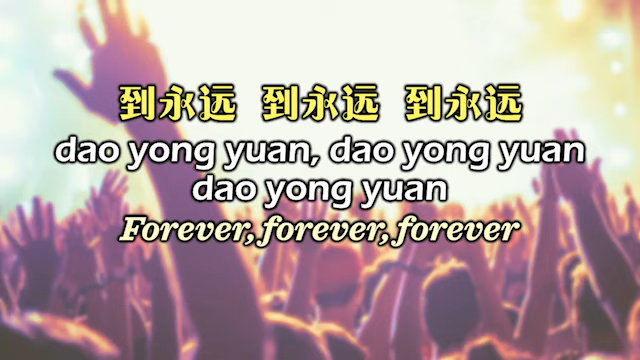 到永远 到永远 到永远
dao yong yuan, dao yong yuan
dao yong yuan
Forever, forever, forever